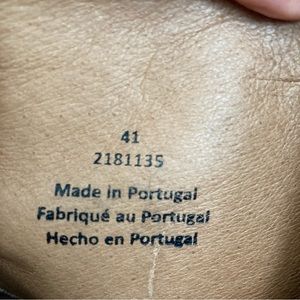 41
2181135
Made in Portugal
Fabriqué au Portugal
Hecho en Portugal